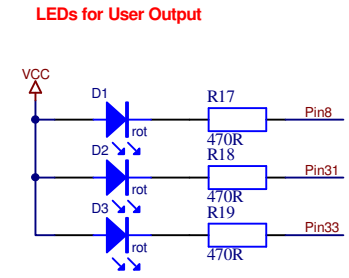 LEDs for User Output
VCC
D1
rot
R17
470R
Pin8
D2
rot
R18
470R
Pin31
D3
rot
R19
470R
Pin33